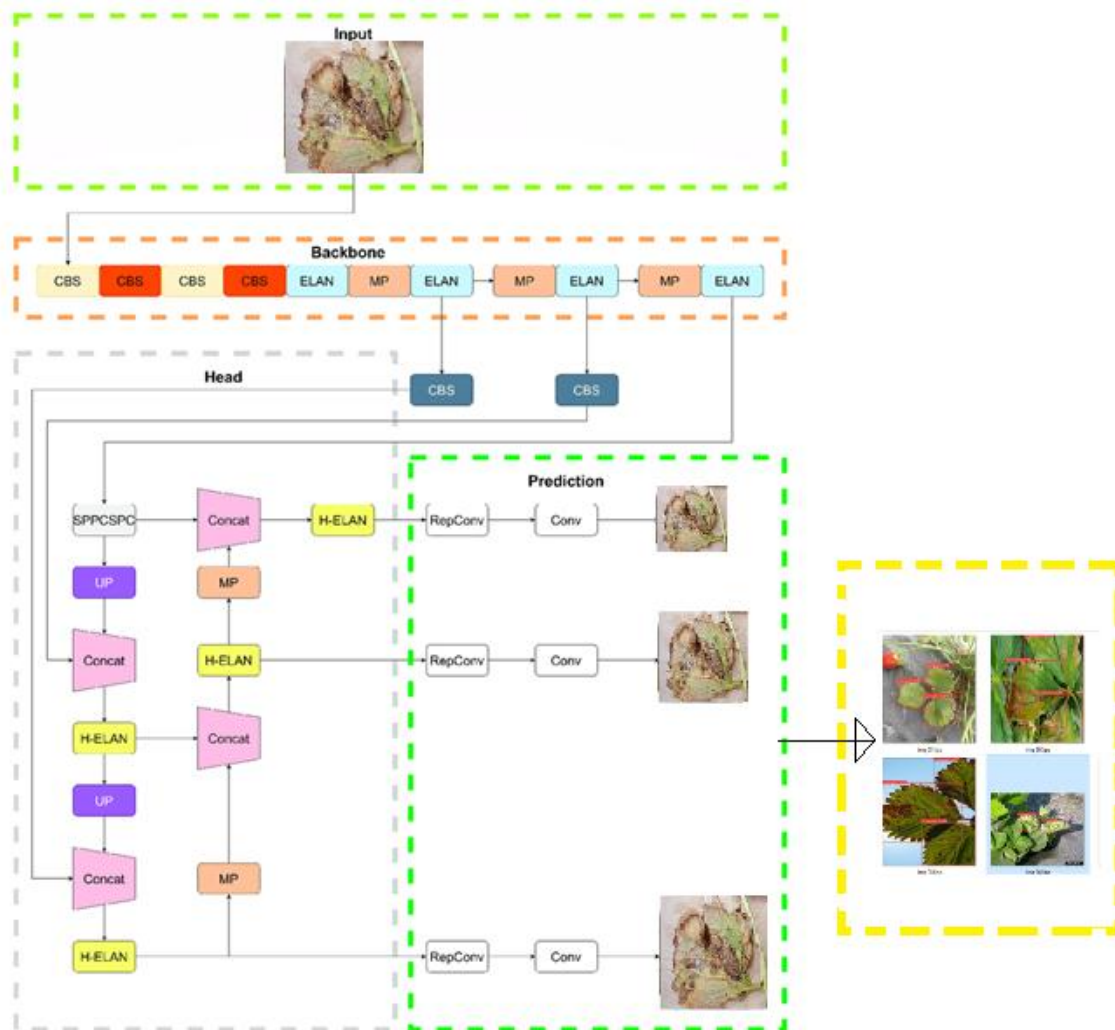 Input
Backbone
CBS CBS CBS CBS ELAN MP ELAN MP ELAN MP ELAN
Head
CBS CBS
Prediction
SPPCSPC Concat H-ELAN RepConv Conv
UP MP
Concat H-ELAN RepConv Conv
H-ELAN Concat
UP
Concat MP
H-ELAN RepConv Conv